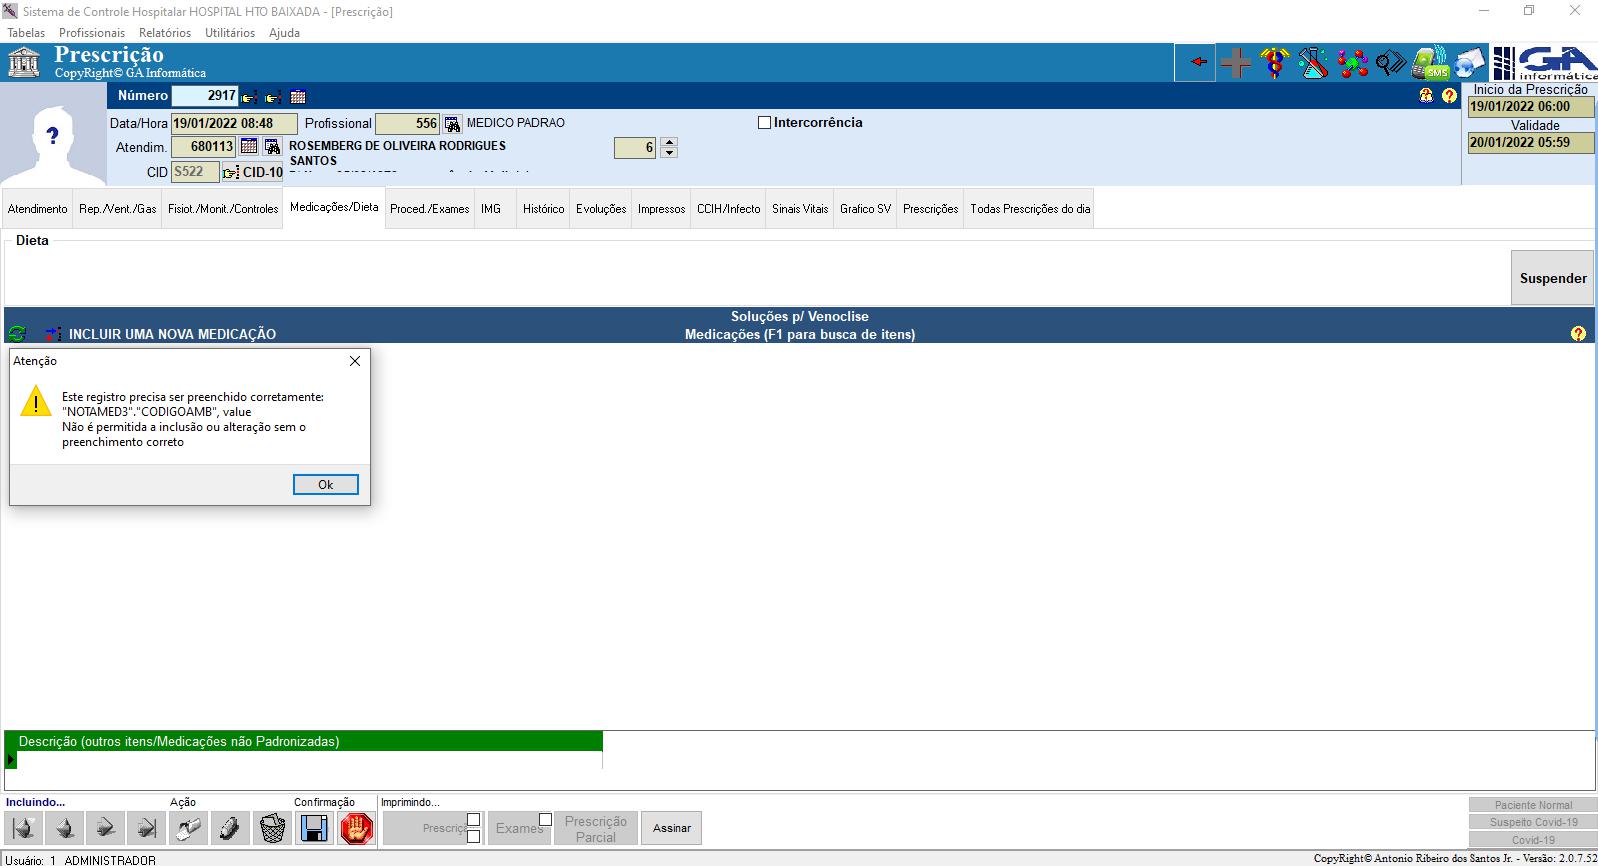 Sistema de Controle Hospitalar HOSPITAL HTO BAIXADA - [Prescrição]
Tabelas Profissionais Relatórios Utilitários Ajuda
Prescrição
CopyRight© GA Informática
SMS
GA
informática
Número 2917
Inicio da Prescrição
19/01/2022 06:00
Validade
20/01/2022 05:59
Data/Hora 19/01/2022 08:48 Profissional 556 MEDICO PADRAO Intercorrência
Atendim. 680113 ROSEMBERG DE OLIVEIRA RODRIGUES SANTOS 6
CID S522 CID-10
Atendimento Rep./Vent./Gas Fisiot./Monit./Controles Medicações/Dieta Proced./Exames IMG Histórico Evoluções Impressos CCIH/Infecto Sinais Vitais Grafico SV Prescrições Todas Prescrições do dia
Dieta
Suspender
Soluções p/ Venoclise
INCLUIR UMA NOVA MEDICAÇÃO Medicações (F1 para busca de itens)
Atenção
Este registro precisa ser preenchido corretamente:
"NOTAMED3"."CODIGOAMB", value
Não é permitida a inclusão ou alteração sem o
preenchimento correto
Ok
Descrição (outros itens/Medicações não Padronizadas)
Incluindo... Ação Confirmação Imprimindo...
Exames Prescrição Parcial Assinar
Paciente Normal
Suspeito Covid-19
Covid-19
Usuário: 1 ADMINISTRADOR CopyRight© Antonio Ribeiro dos Santos Jr. - Versão: 2.0.7.52